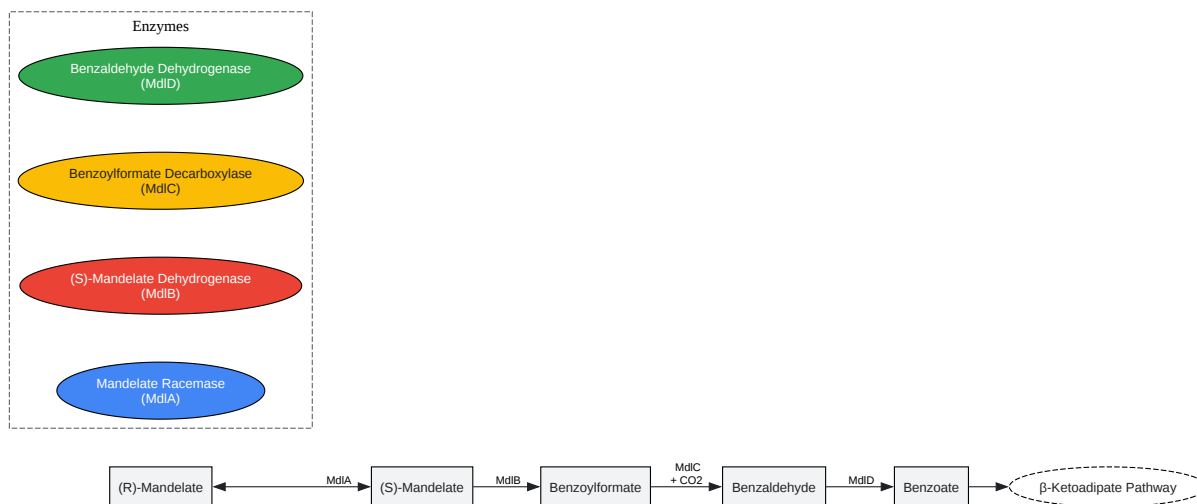 Enzymes
Benzaldehyde Dehydrogenase
(MdlD)
Benzoylformate Decarboxylase
(MdlC)
(S)-Mandelate Dehydrogenase
(MdlB)
Mandelate Racemase
(MdlA)
(R)-Mandelate
MdlA
(S)-Mandelate
MdlB
Benzoylformate
MdlC
+ CO2
Benzaldehyde
MdlD
Benzoate
β-Ketoadipate Pathway